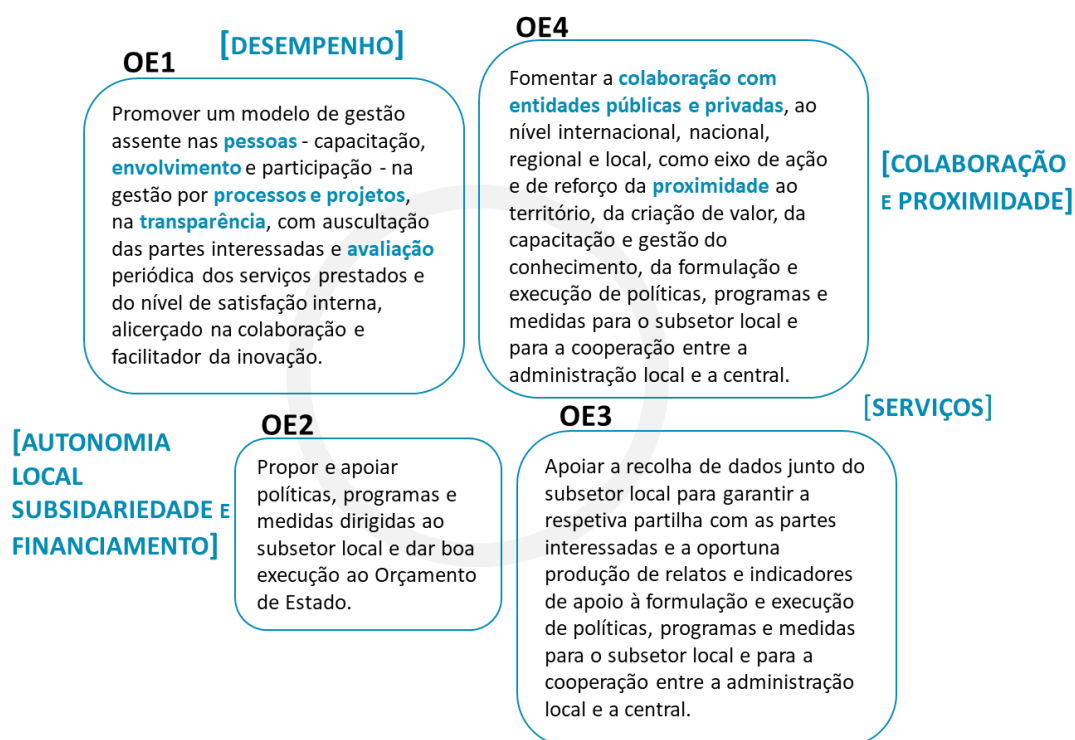 [DESEMPENHO]
OE1
Promover um modelo de gestão
assente nas pessoas - capacitação,
envolvimento e participação - na
gestão por processos e projetos,
na transparência, com auscultação
das partes interessadas e avaliação
periódica dos serviços prestados e
do nível de satisfação interna,
alicerçado na colaboração e
facilitador da inovação.
OE4
Fomentar a colaboração com
entidades públicas e privadas, ao
nível internacional, nacional,
regional e local, como eixo de ação
e de reforço da proximidade ao
território, da criação de valor, da
capacitação e gestão do
conhecimento, da formulação e
execução de políticas, programas e
medidas para o subsetor local e
para a cooperação entre a
administração local e a central.
[COLABORAÇÃO
E PROXIMIDADE]
[AUTONOMIA
LOCAL
SUBSIDARIEDADE E
FINANCIAMENTO]
OE2
Propor e apoiar
políticas, programas e
medidas dirigidas ao
subsetor local e dar boa
execução ao Orçamento
de Estado.
[SERVIÇOS]
OE3
Apoiar a recolha de dados junto do
subsetor local para garantir a
respetiva partilha com as partes
interessadas e a oportuna
produção de relatos e indicadores
de apoio à formulação e execução
de políticas, programas e medidas
para o subsetor local e para a
cooperação entre a administração
local e a central.